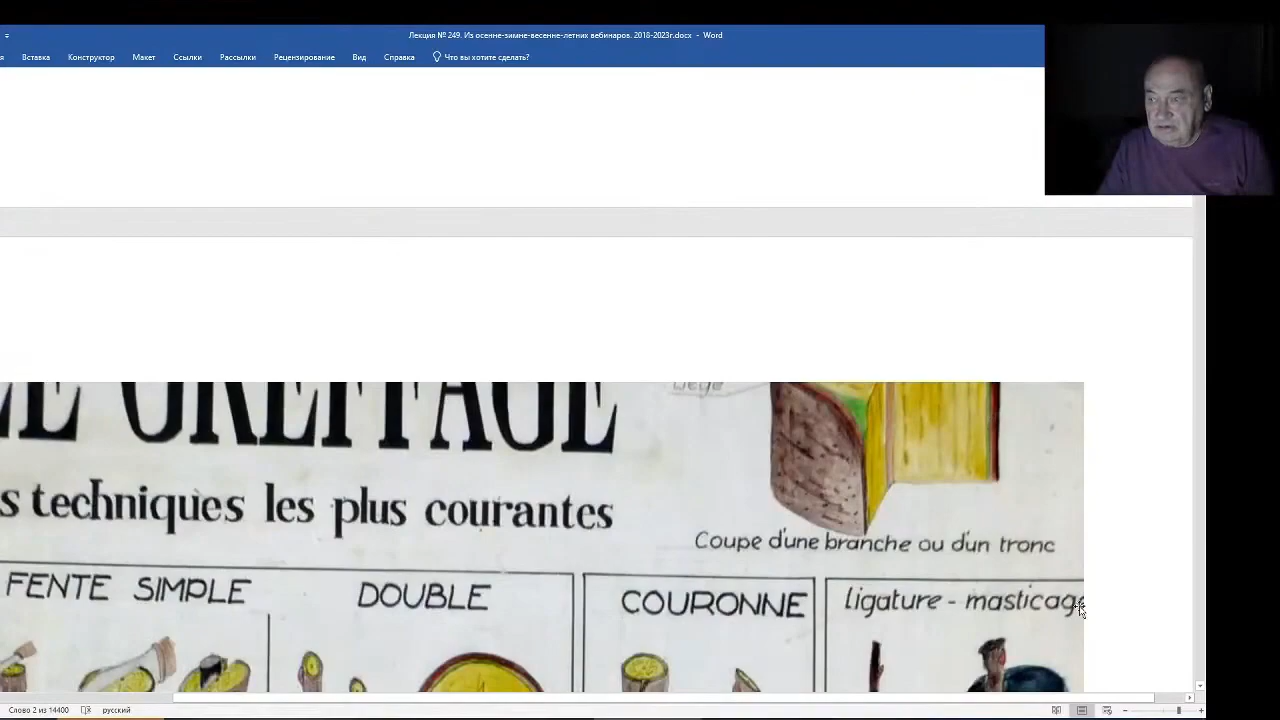 Лекция № 249. Из осенне-зимне-весенне-летних вебинаров. 2018-2023г.docx - Word
Вставка Конструктор Макет Ссылки Рассылки Рецензирование Вид Справка Что вы хотите сделать?
GREFFAGE
techniques les plus courantes
Coupe d'une branche ou d'un tronc
FENTE SIMPLE DOUBLE COURONNE ligature - masticage
Слово 2 из 14400 русский